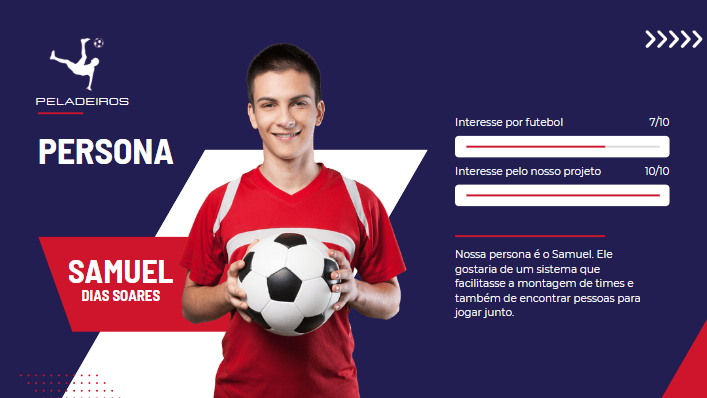 PELADEIROS
PERSONA
SAMUEL
DIAS SOARES
Interesse por futebol 7/10
Interesse pelo nosso projeto 10/10
Nossa persona é o Samuel. Ele
gostaria de um sistema que
facilitasse a montagem de times e
também de encontrar pessoas para
jogar junto.